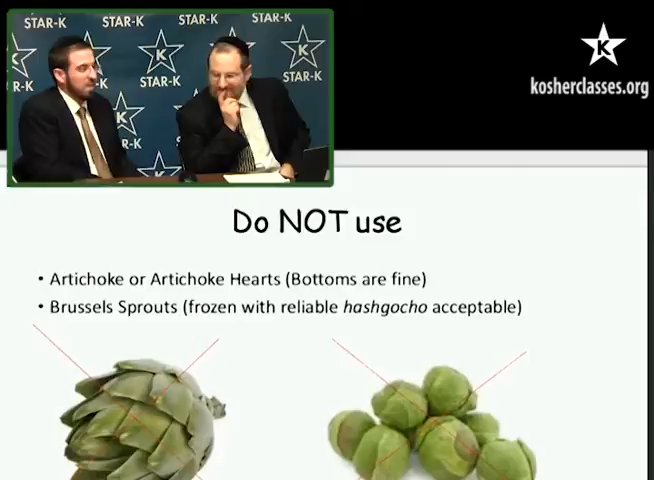 STAR-K
STAR-K
STAR-K
R-K
STAR-K
STAR-K
K
R-K
K
kosherclasses.org
Do NOT use
• Artichoke or Artichoke Hearts (Bottoms are fine)
• Brussels Sprouts (frozen with reliable hashgocho acceptable)